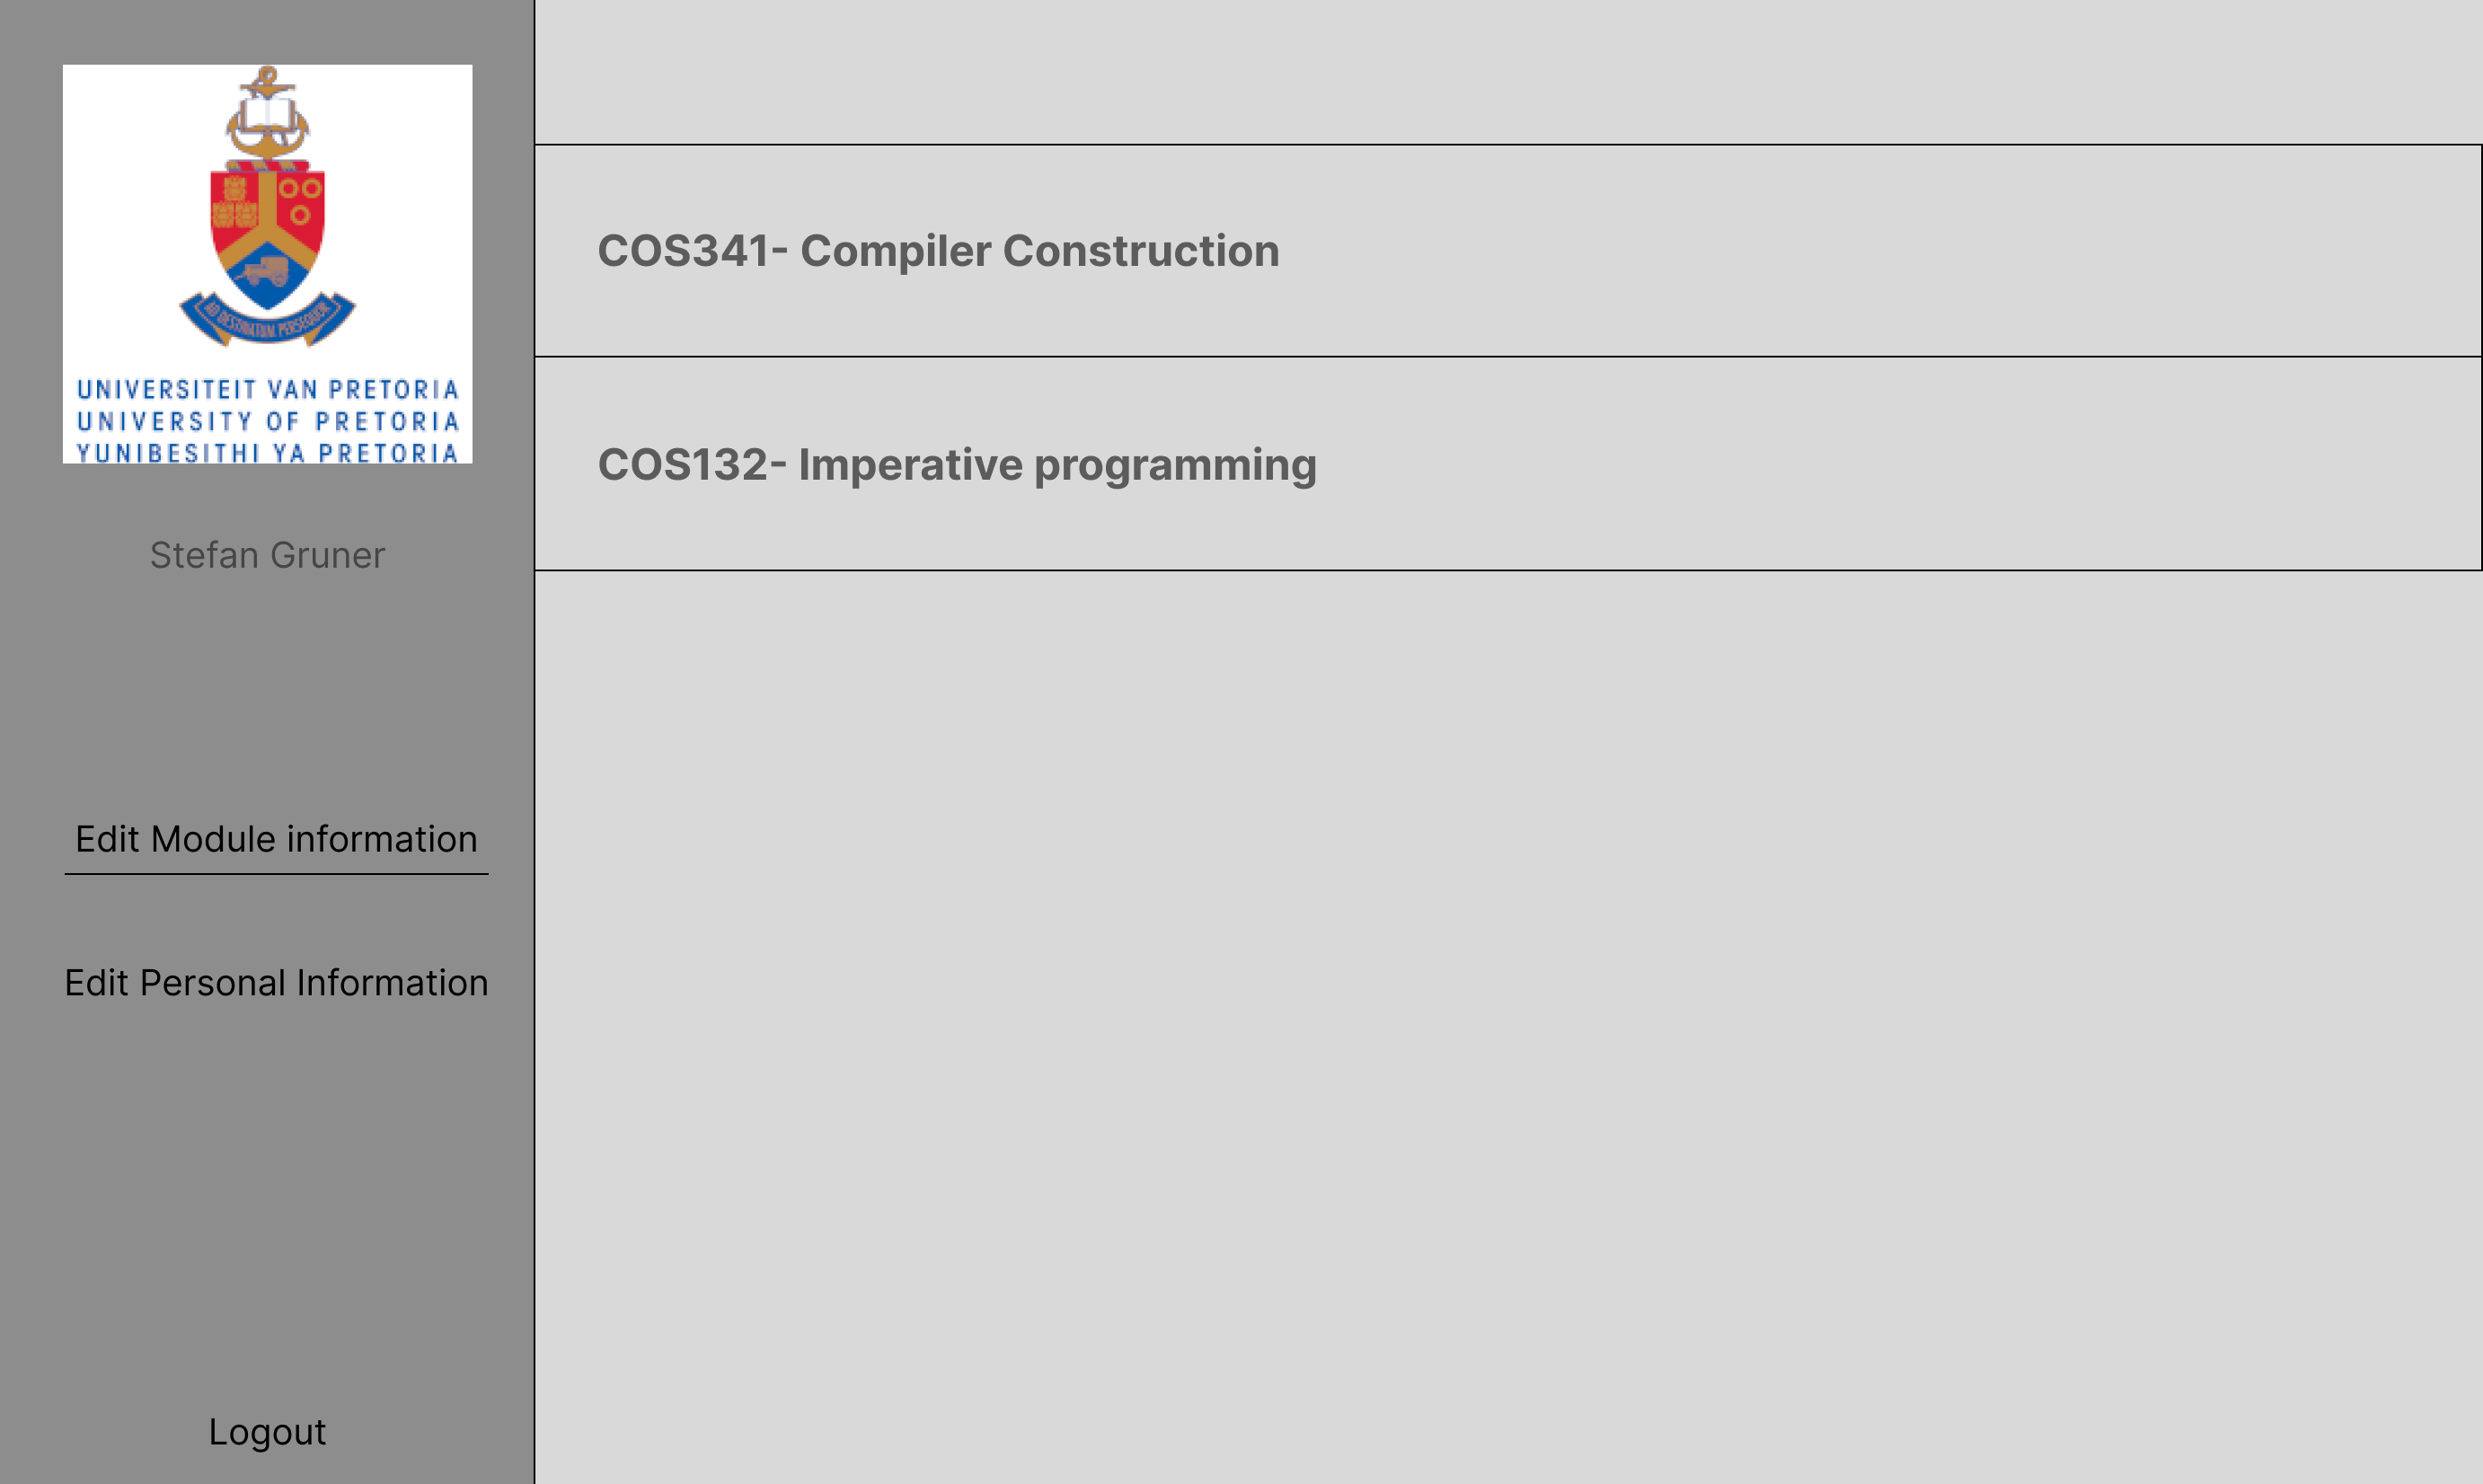 AD DESTINATUM PERSEQUOR
UNIVERSITEIT VAN PRETORIA
UNIVERSITY OF PRETORIA
YUNIBESITHI YA PRETORIA
Stefan Gruner
Edit Module information
Edit Personal Information
Logout
COS341- Compiler Construction
COS132- Imperative programming